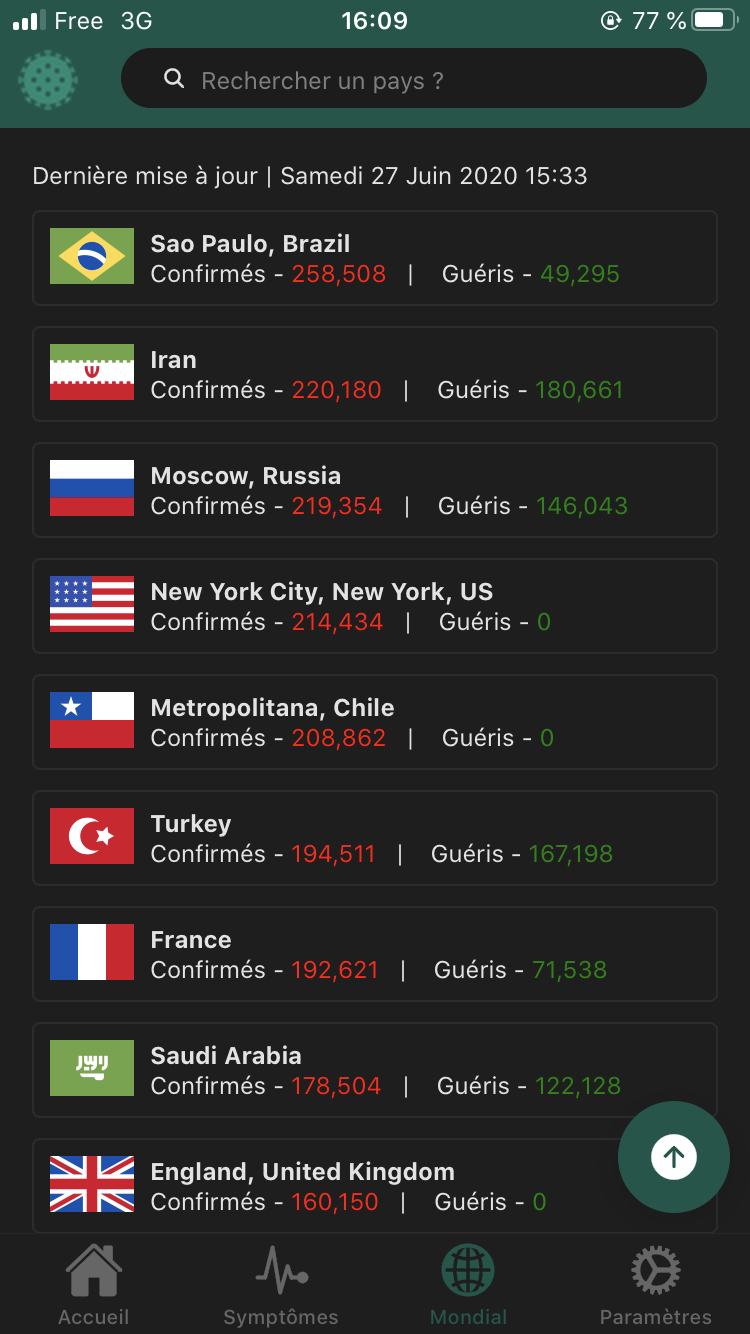 Free 3G 16:09 77 %
Rechercher un pays ?
Dernière mise à jour | Samedi 27 Juin 2020 15:33
Sao Paulo, Brazil
Confirmés - 258,508 | Guéris - 49,295
Iran
Confirmés - 220,180 | Guéris - 180,661
Moscow, Russia
Confirmés - 219,354 | Guéris - 146,043
New York City, New York, US
Confirmés - 214,434 | Guéris - 0
Metropolitana, Chile
Confirmés - 208,862 | Guéris - 0
Turkey
Confirmés - 194,511 | Guéris - 167,198
France
Confirmés - 192,621 | Guéris - 71,538
Saudi Arabia
Confirmés - 178,504 | Guéris - 122,128
England, United Kingdom
Confirmés - 160,150 | Guéris - 0
Accueil Symptômes Mondial Paramètres